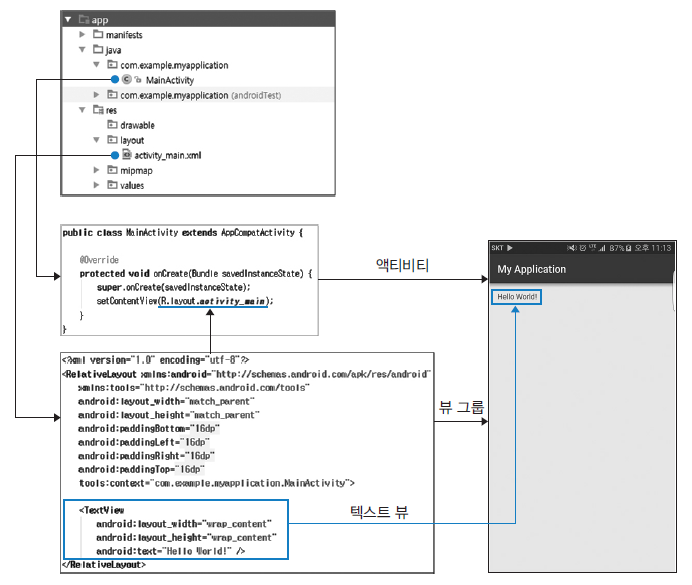 app
manifests
java
com.example.myapplication
MainActivity
com.example.myapplication (androidTest)
res
drawable
layout
activity_main.xml
mipmap
values
public class MainActivity extends AppCompatActivity {
@Override
protected void onCreate(Bundle savedInstanceState) {
super.onCreate(savedInstanceState);
setContentView(R.layout.activity_main);
}
}
액티비티
<?xml version="1.0" encoding="utf-8"?>
<RelativeLayout xmlns:android="http://schemas.android.com/apk/res/android"
xmlns:tools="http://schemas.android.com/tools"
android:layout_width="match_parent"
android:layout_height="match_parent"
android:paddingBottom="16dp"
android:paddingLeft="16dp"
android:paddingRight="16dp"
android:paddingTop="16dp"
tools:context="com.example.myapplication.MainActivity">
<TextView
android:layout_width="wrap_content"
android:layout_height="wrap_content"
android:text="Hello World!" />
</RelativeLayout>
뷰 그룹
텍스트 뷰
SKT LTE 87% 오후 11:13
My Application
Hello World!